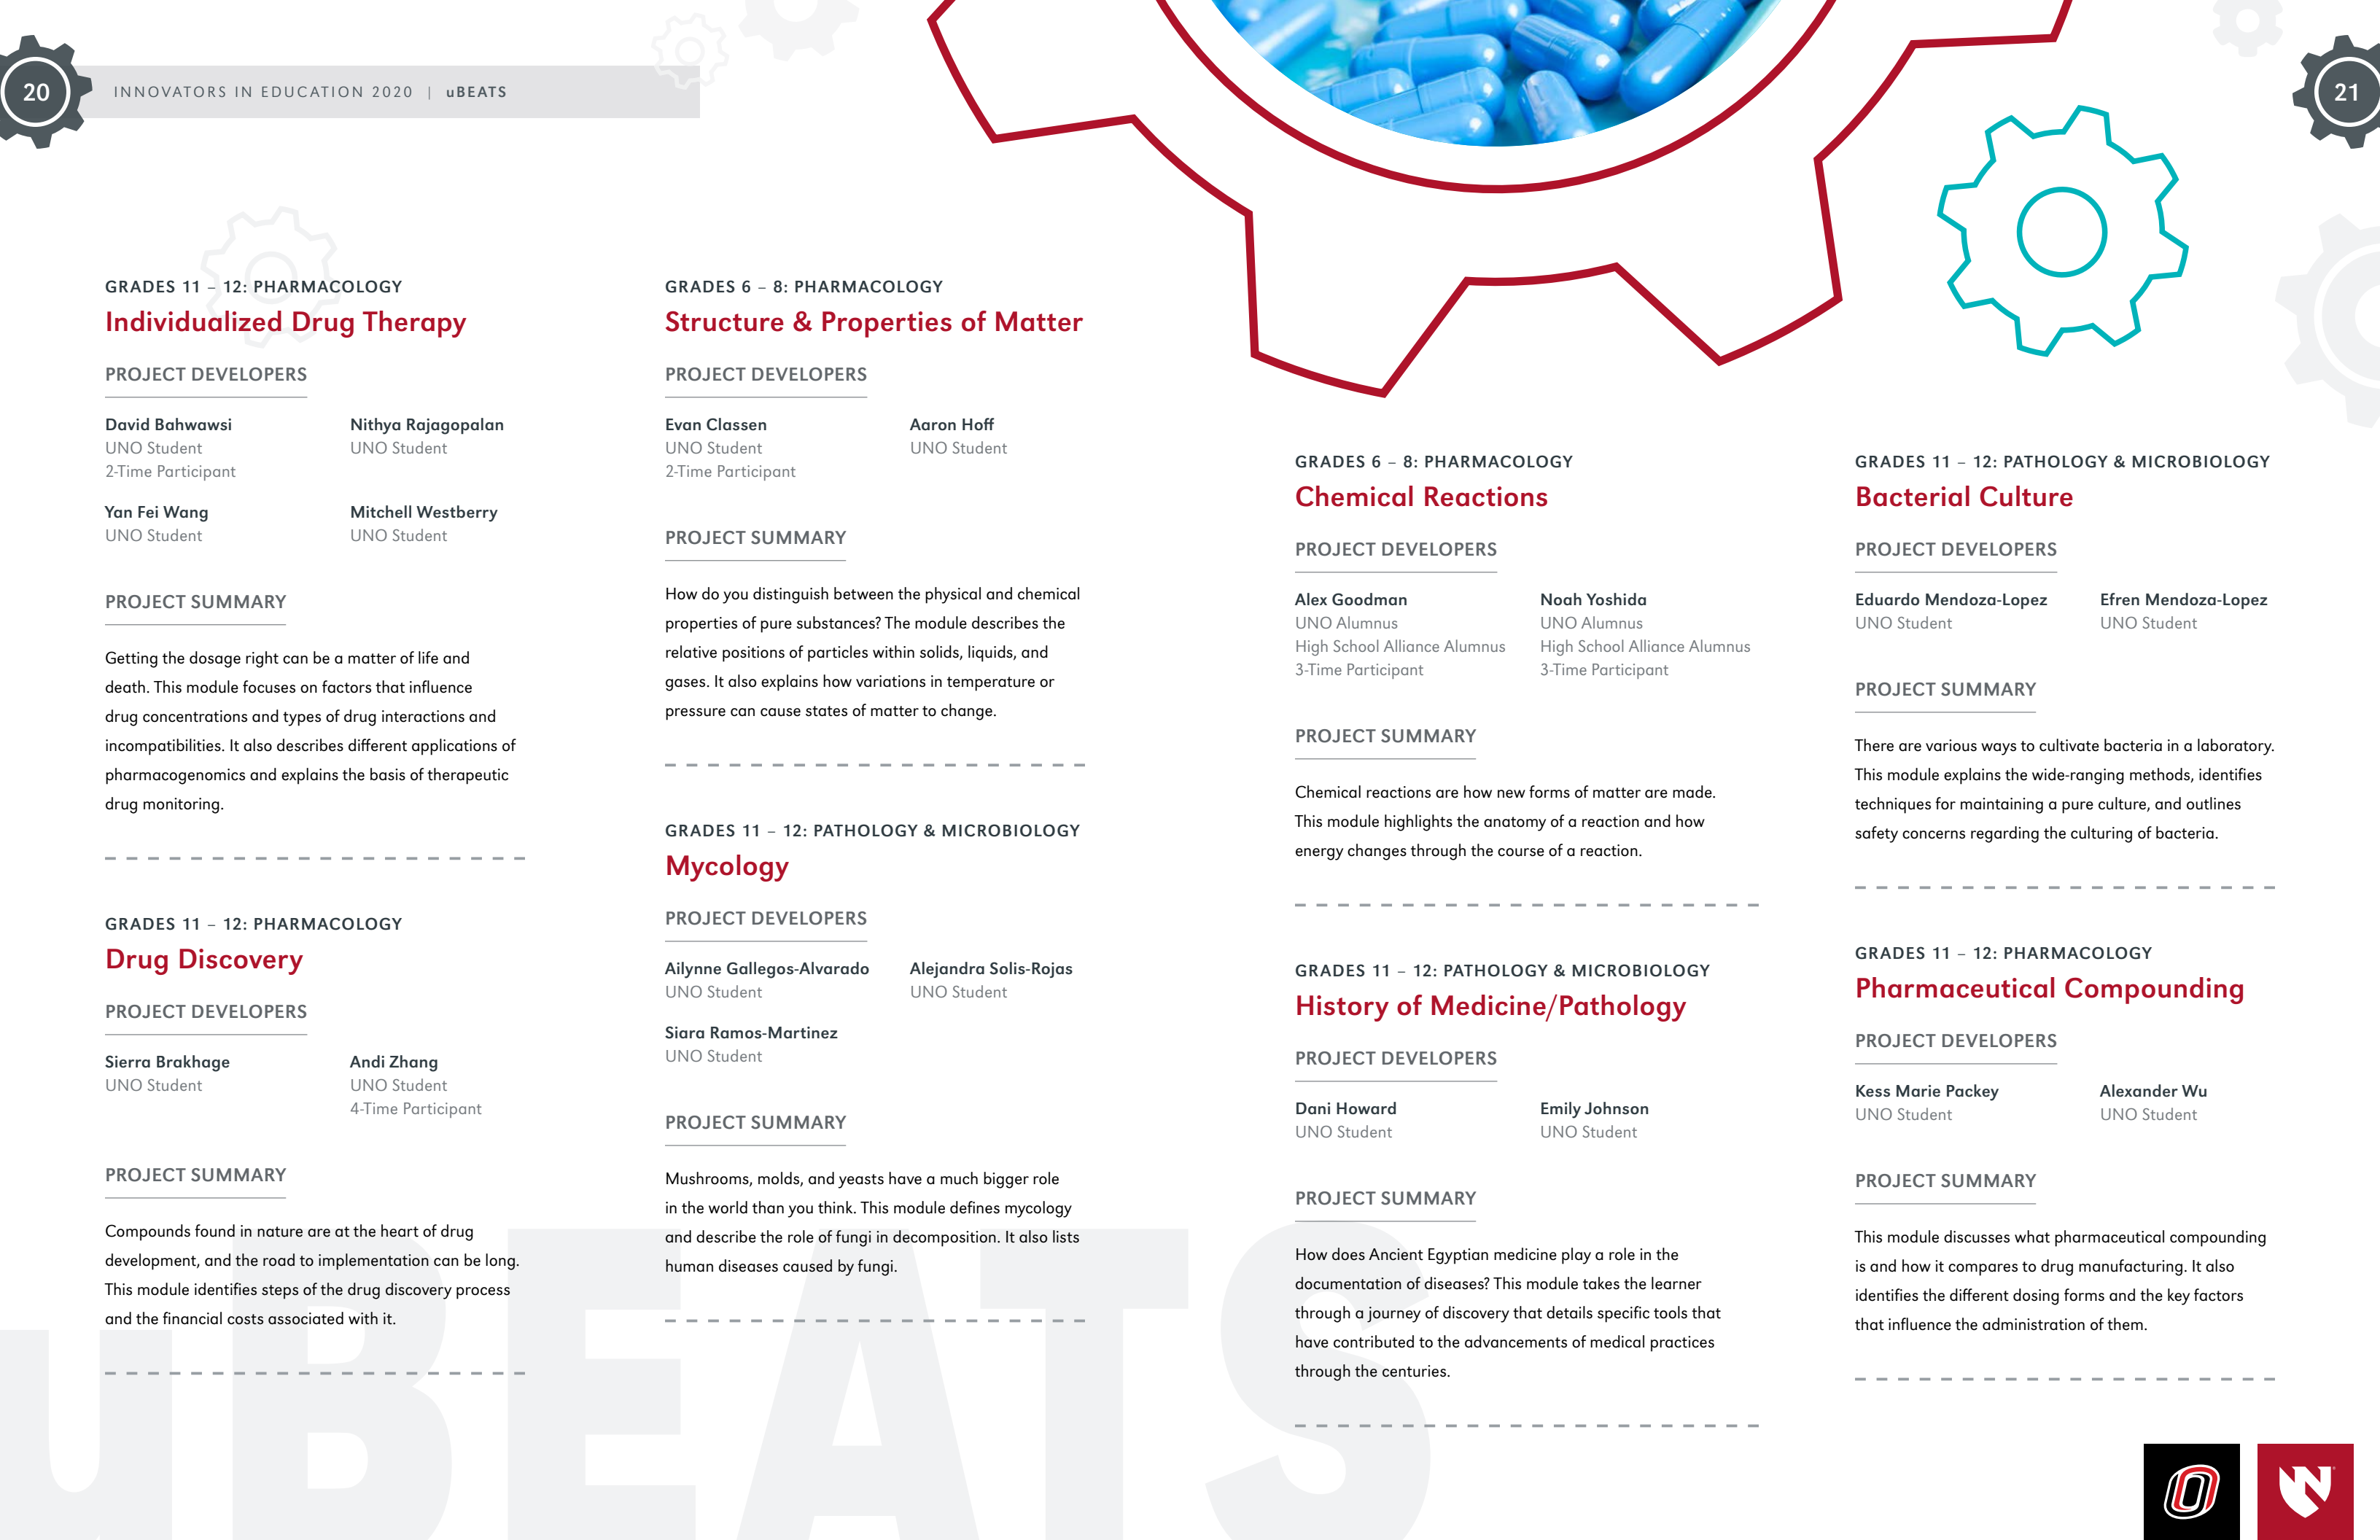 20
INNOVATORS IN EDUCATION 2020 | uBEATS
GRADES 11 – 12: PHARMACOLOGY
Individualized Drug Therapy
PROJECT DEVELOPERS
David Bahwawsi
UNO Student
2-Time Participant
Nithya Rajagopalan
UNO Student
Yan Fei Wang
UNO Student
Mitchell Westberry
UNO Student
PROJECT SUMMARY
Getting the dosage right can be a matter of life and
death. This module focuses on factors that influence
drug concentrations and types of drug interactions and
incompatibilities. It also describes different applications of
pharmacogenomics and explains the basis of therapeutic
drug monitoring.
GRADES 11 – 12: PHARMACOLOGY
Drug Discovery
PROJECT DEVELOPERS
Sierra Brakhage
UNO Student
Andi Zhang
UNO Student
4-Time Participant
PROJECT SUMMARY
Compounds found in nature are at the heart of drug
development, and the road to implementation can be long.
This module identifies steps of the drug discovery process
and the financial costs associated with it.
GRADES 6 – 8: PHARMACOLOGY
Structure & Properties of Matter
PROJECT DEVELOPERS
Evan Classen
UNO Student
2-Time Participant
Aaron Hoff
UNO Student
PROJECT SUMMARY
How do you distinguish between the physical and chemical
properties of pure substances? The module describes the
relative positions of particles within solids, liquids, and
gases. It also explains how variations in temperature or
pressure can cause states of matter to change.
GRADES 11 – 12: PATHOLOGY & MICROBIOLOGY
Mycology
PROJECT DEVELOPERS
Ailynne Gallegos-Alvarado
UNO Student
Alejandra Solis-Rojas
UNO Student
Siara Ramos-Martinez
UNO Student
PROJECT SUMMARY
Mushrooms, molds, and yeasts have a much bigger role
in the world than you think. This module defines mycology
and describe the role of fungi in decomposition. It also lists
human diseases caused by fungi.
21
GRADES 6 – 8: PHARMACOLOGY
Chemical Reactions
PROJECT DEVELOPERS
Alex Goodman
UNO Alumnus
High School Alliance Alumnus
3-Time Participant
Noah Yoshida
UNO Alumnus
High School Alliance Alumnus
3-Time Participant
PROJECT SUMMARY
Chemical reactions are how new forms of matter are made.
This module highlights the anatomy of a reaction and how
energy changes through the course of a reaction.
GRADES 11 – 12: PATHOLOGY & MICROBIOLOGY
History of Medicine/Pathology
PROJECT DEVELOPERS
Dani Howard
UNO Student
Emily Johnson
UNO Student
PROJECT SUMMARY
How does Ancient Egyptian medicine play a role in the
documentation of diseases? This module takes the learner
through a journey of discovery that details specific tools that
have contributed to the advancements of medical practices
through the centuries.
GRADES 11 – 12: PATHOLOGY & MICROBIOLOGY
Bacterial Culture
PROJECT DEVELOPERS
Eduardo Mendoza-Lopez
UNO Student
Efren Mendoza-Lopez
UNO Student
PROJECT SUMMARY
There are various ways to cultivate bacteria in a laboratory.
This module explains the wide-ranging methods, identifies
techniques for maintaining a pure culture, and outlines
safety concerns regarding the culturing of bacteria.
GRADES 11 – 12: PHARMACOLOGY
Pharmaceutical Compounding
PROJECT DEVELOPERS
Kess Marie Packey
UNO Student
Alexander Wu
UNO Student
PROJECT SUMMARY
This module discusses what pharmaceutical compounding
is and how it compares to drug manufacturing. It also
identifies the different dosing forms and the key factors
that influence the administration of them.
uBEATS
O
N